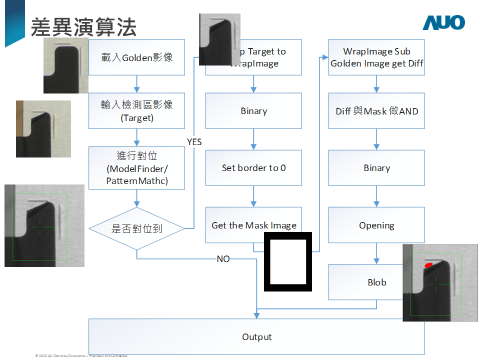 差異演算法
AUO
載入Golden影像
輸入檢測區影像
(Target)
進行對位
(ModelFinder/
PatternMathc)
是否對位到
YES
NO
p Target to
WrapImage
Binary
Set border to 0
Get the Mask Image
WrapImage Sub
Golden Image get Diff
Diff 與Mask 做AND
Binary
Opening
Blob
Output